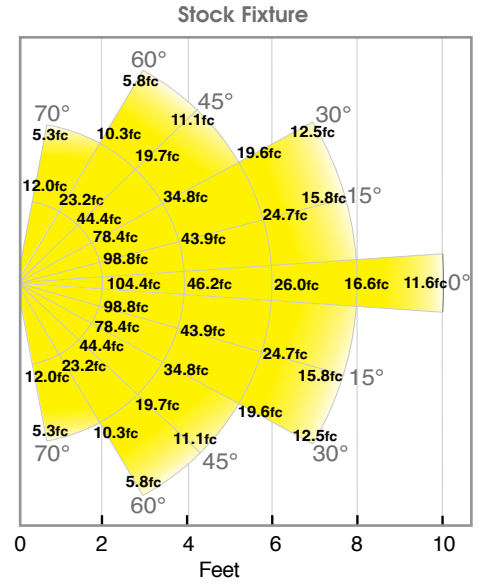 Stock Fixture
60°
5.8fc
45°
70°
11.1fc
30°
5.3fc
10.3fc
12.5fc
19.7fc
19.6fc
12.0fc
15.8fc
15°
23.2fc
34.8fc
44.4fc
24.7fc
78.4fc
43.9fc
98.8fc
104.4fc 46.2fc 26.0fc 16.6fc 11.6fc 0°
98.8fc
78.4fc
43.9fc
44.4fc
24.7fc
23.2fc
34.8fc
12.0fc
15.8fc
15°
19.7fc
19.6fc
5.3fc
10.3fc
11.1fc
12.5fc
70°
45°
30°
5.8fc
60°
0 2 4 6 8 10
Feet